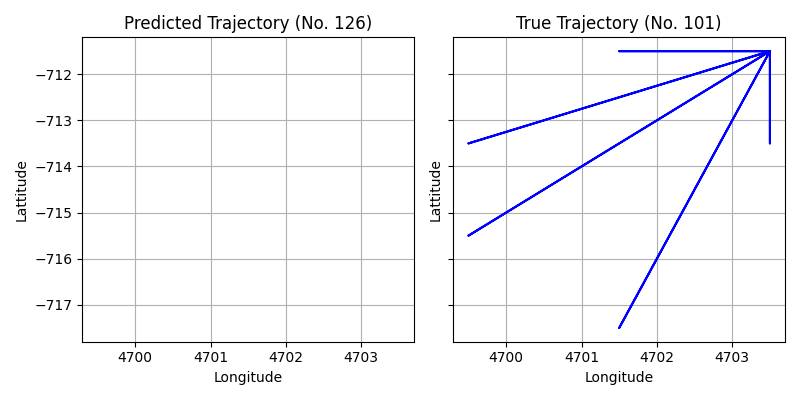 Predicted Trajectory (No. 126)
True Trajectory (No. 101)
−712
−713
−714
−715
−716
−717
Lattitude
4700 4701 4702 4703
Longitude
Lattitude
4700 4701 4702 4703
Longitude